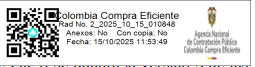 Colombia Compra Eficiente
Rad No. 2_2025_10_15_010848
Anexos: No Con copia: No
Fecha: 15/10/2025 11:53:49
Agencia Nacional
de Contratación Pública
Colombia Compra Eficiente